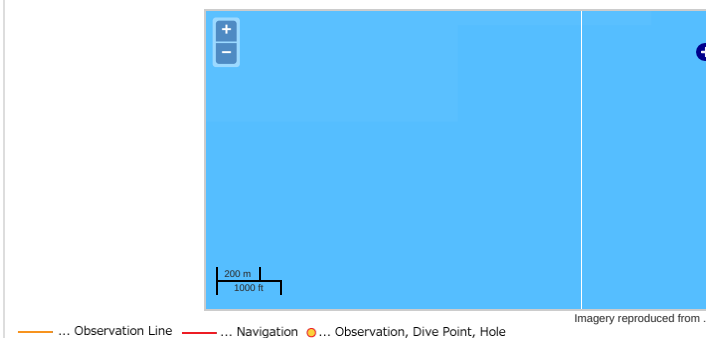 +
−
200 m
1000 ft
Imagery reproduced from .
... Observation Line ... Navigation ... Observation, Dive Point, Hole